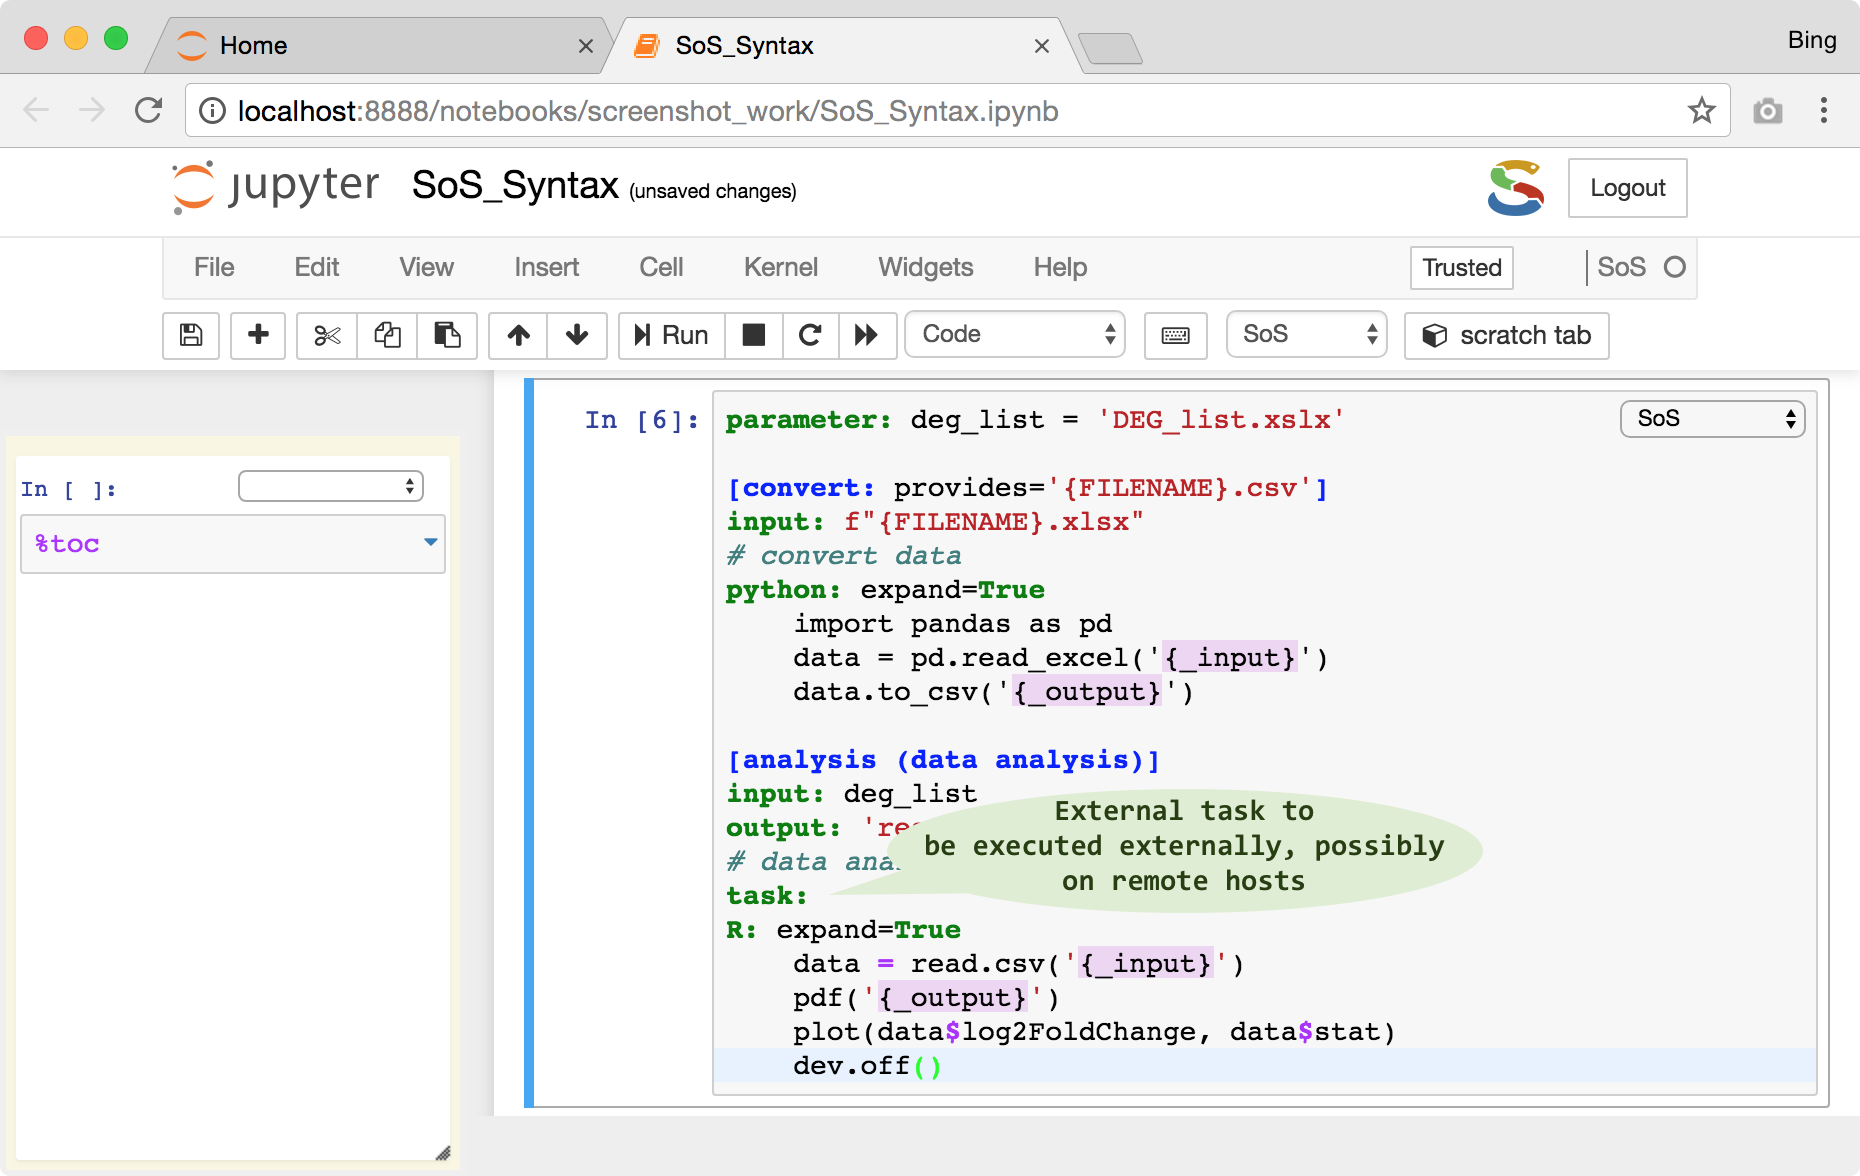 Home
SoS_Syntax
Bing
localhost:8888/notebooks/screenshot_work/SoS_Syntax.ipynb
jupyter SoS_Syntax (unsaved changes)
Logout
File Edit View Insert Cell Kernel Widgets Help
Trusted
SoS
Run
Code
SoS
scratch tab
In [ ]:
%toc
In [6]:
SoS
parameter: deg_list = 'DEG_list.xslx'
[convert: provides='{FILENAME}.csv']
input: f"{FILENAME}.xlsx"
# convert data
python: expand=True
import pandas as pd
data = pd.read_excel('{_input}')
data.to_csv('{_output}')
[analysis (data analysis)]
input: deg_list
output:
# data
task:
External task to
be executed externally, possibly
on remote hosts
R: expand=True
data = read.csv('{_input}')
pdf('{_output}')
plot(data$log2FoldChange, data$stat)
dev.off()